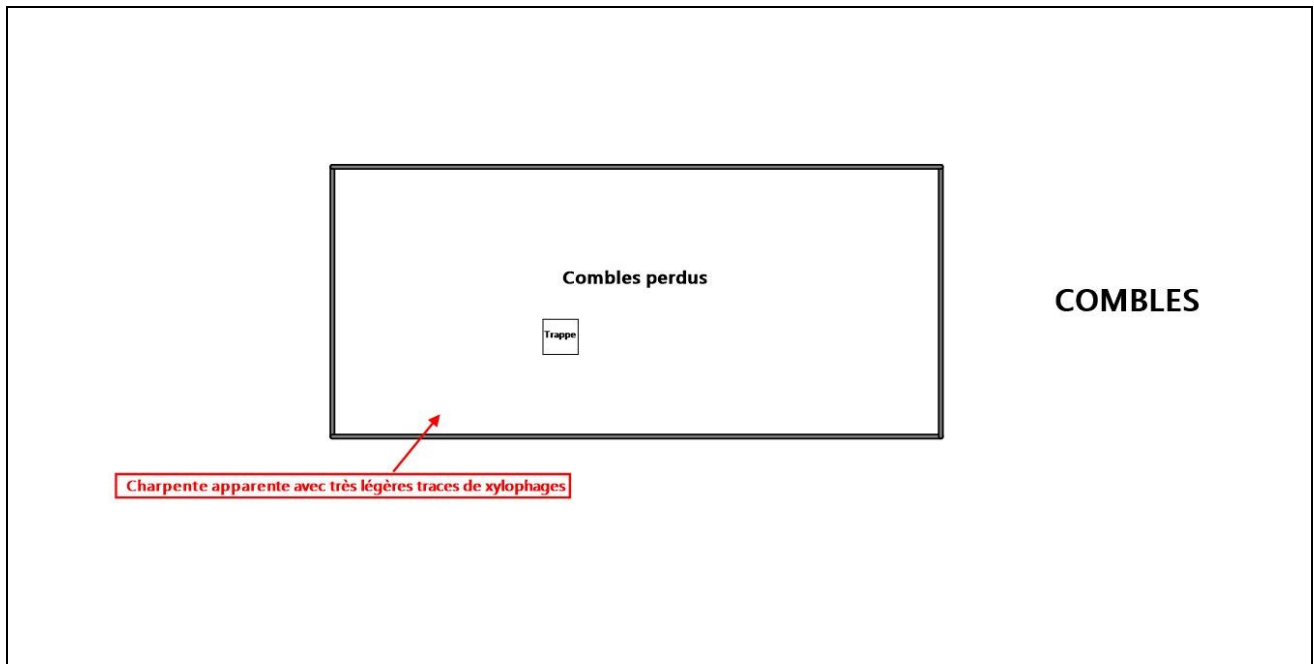 Combles perdus
COMBLES
Trappe
Charpente apparente avec très légères traces de xylophages